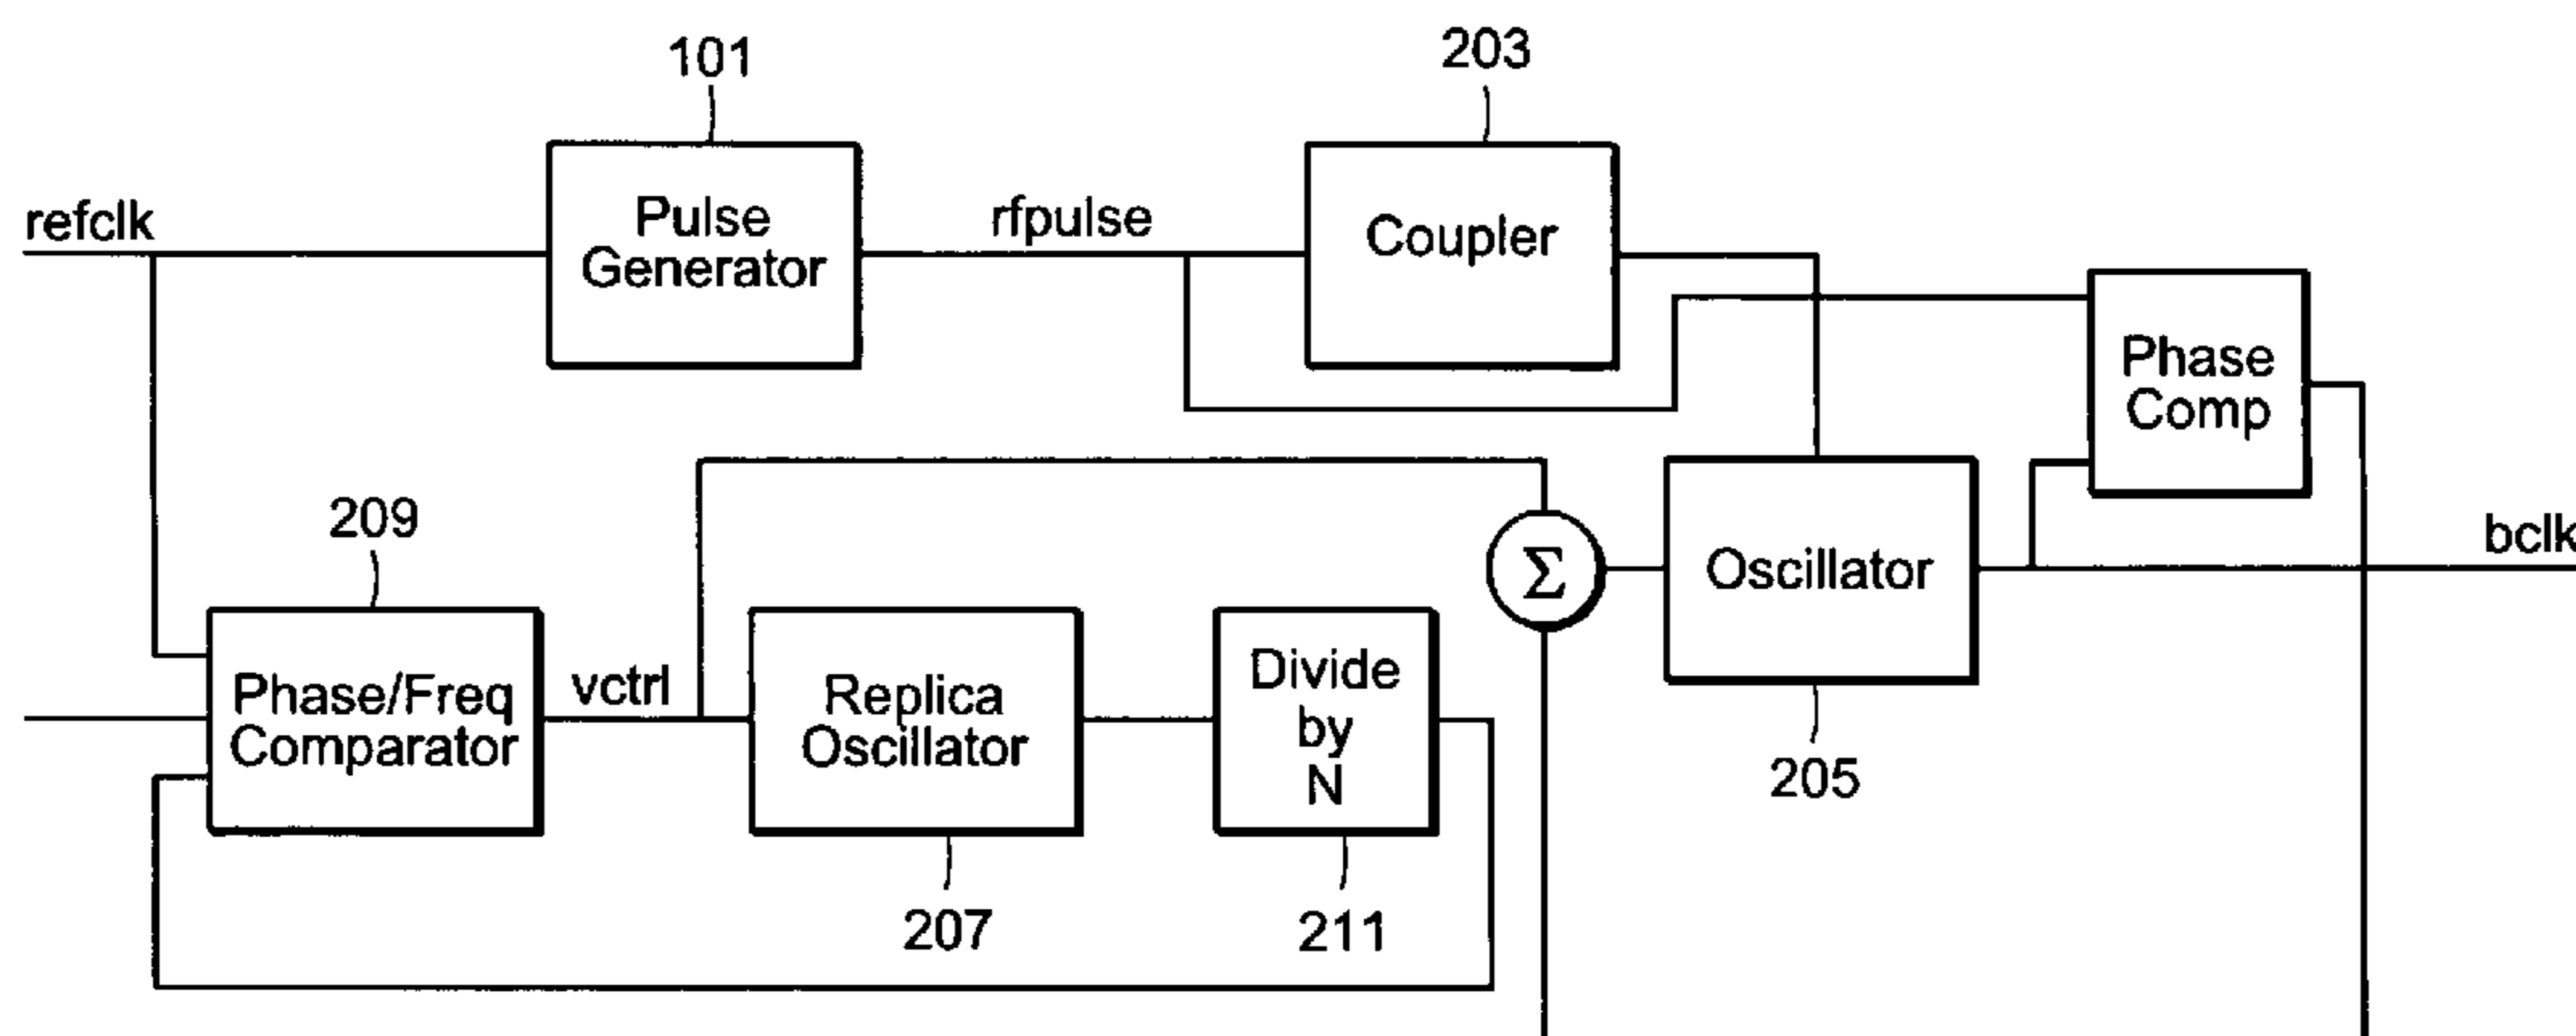 101
203
refclk
Pulse
Generator
rfpulse
Coupler
Phase
Comp
209
Σ
Oscillator
bclk
Phase/Freq
Comparator
vctrl
Replica
Oscillator
Divide
by
N
205
207
211